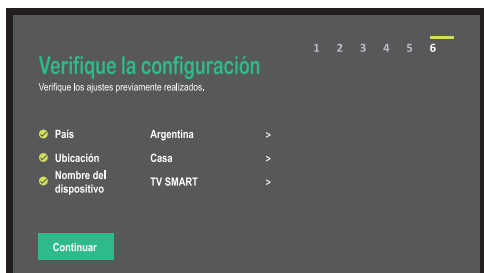 1 2 3 4 5 6
Verifique la configuración
Verifique los ajustes previamente realizados.
País Argentina >
Ubicación Casa >
Nombre del
dispositivo TV SMART >
Continuar